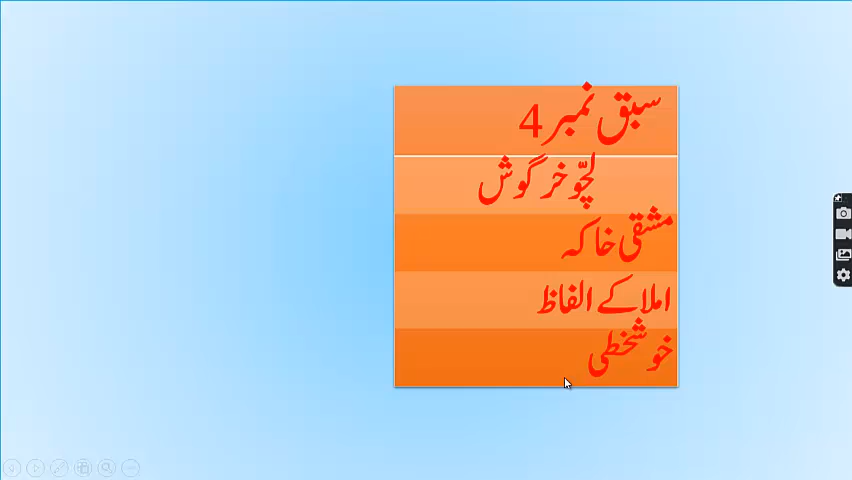 سبق نمبر 4
لچّو خرگوش
مشقی خاکہ
املا کے الفاظ
خوشخطی